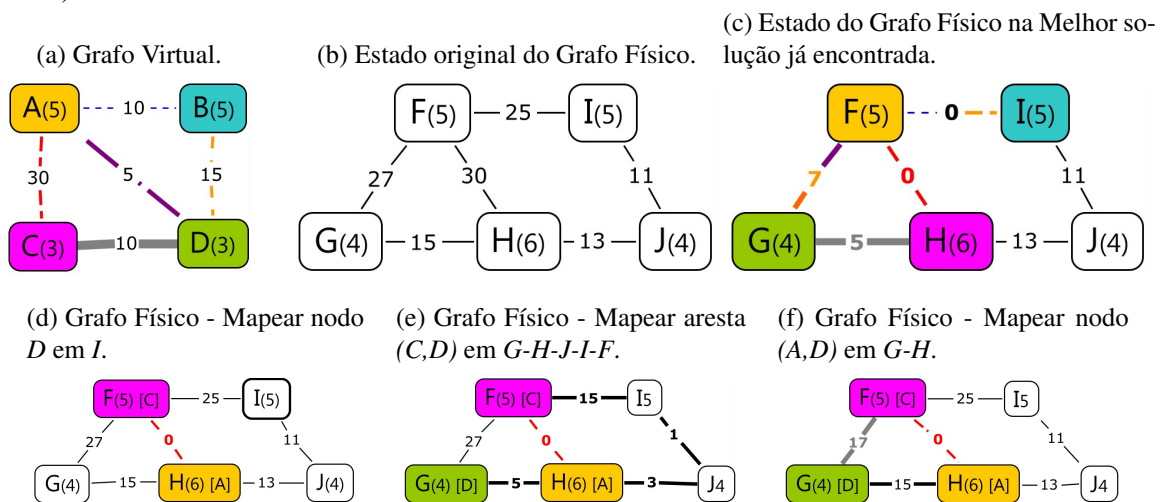 (a) Grafo Virtual.
(b) Estado original do Grafo Físico.
(c) Estado do Grafo Físico na Melhor so-
lução já encontrada.
A(5)
10
B(5)
30
5
15
C(3)
10
D(3)
F(5)
25
I(5)
27
30
11
G(4)
15
H(6)
13
J(4)
F(5)
0
I(5)
7
0
11
G(4)
5
H(6)
13
J(4)
(d) Grafo Físico - Mapear nodo
D em I.
(e) Grafo Físico - Mapear aresta
(C,D) em G-H-J-I-F.
(f) Grafo Físico - Mapear nodo
(A,D) em G-H.
F(5) [C]
25
I(5)
27
0
11
G(4)
15
H(6) [A]
13
J(4)
F(5) [C]
15
I5
27
0
1
G(4) [D]
5
H(6) [A]
3
J4
F(5) [C]
25
I5
17
0
11
G(4) [D]
15
H(6) [A]
13
J4